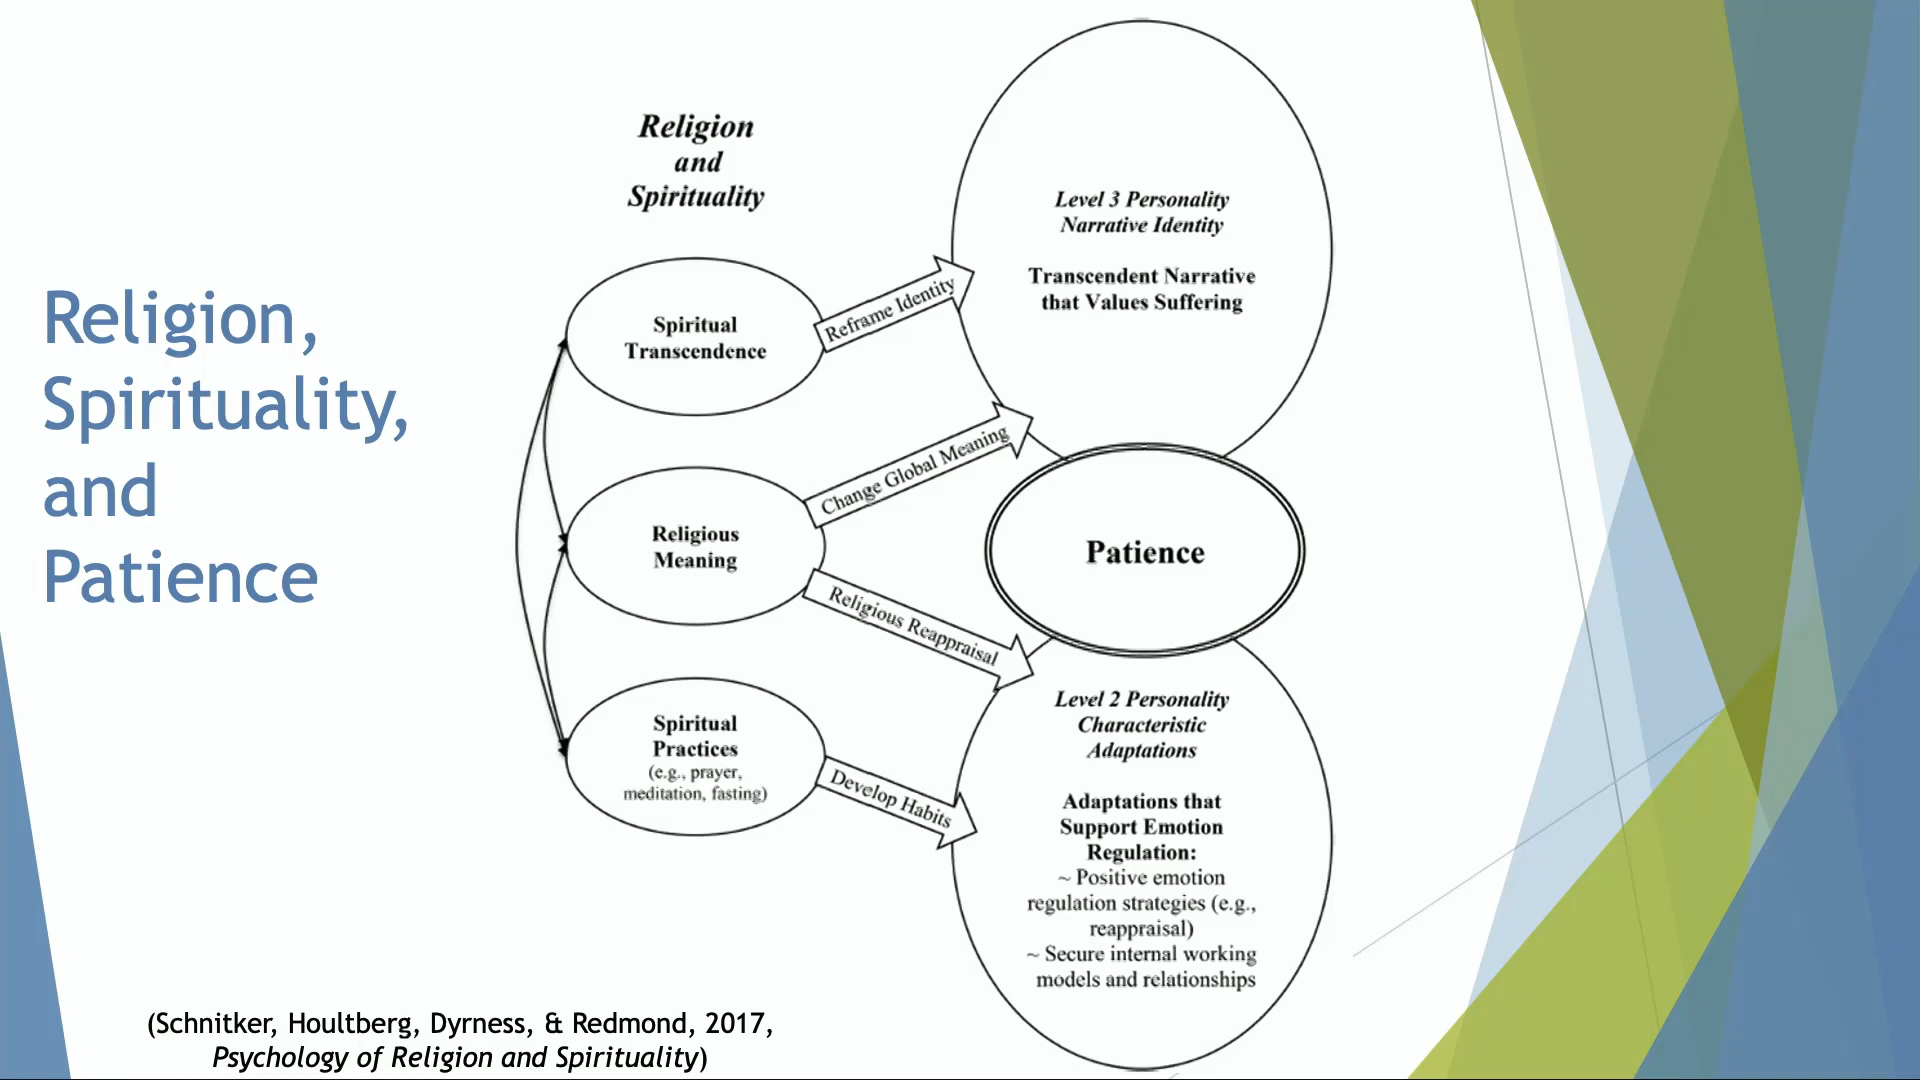 Religion,
Spirituality,
and
Patience
Religion
and
Spirituality
Spiritual
Transcendence
Religious
Meaning
Spiritual
Practices
(e.g., prayer,
meditation, fasting)
Reframe Identity
Change Global Meaning
Religious Reappraisal
Develop Habits
Level 3 Personality
Narrative Identity
Transcendent Narrative
that Values Suffering
Patience
Level 2 Personality
Characteristic
Adaptations
Adaptations that
Support Emotion
Regulation:
~ Positive emotion
regulation strategies (e.g.,
reappraisal)
~ Secure internal working
models and relationships
(Schnitker, Houltberg, Dyrness, & Redmond, 2017,
Psychology of Religion and Spirituality)